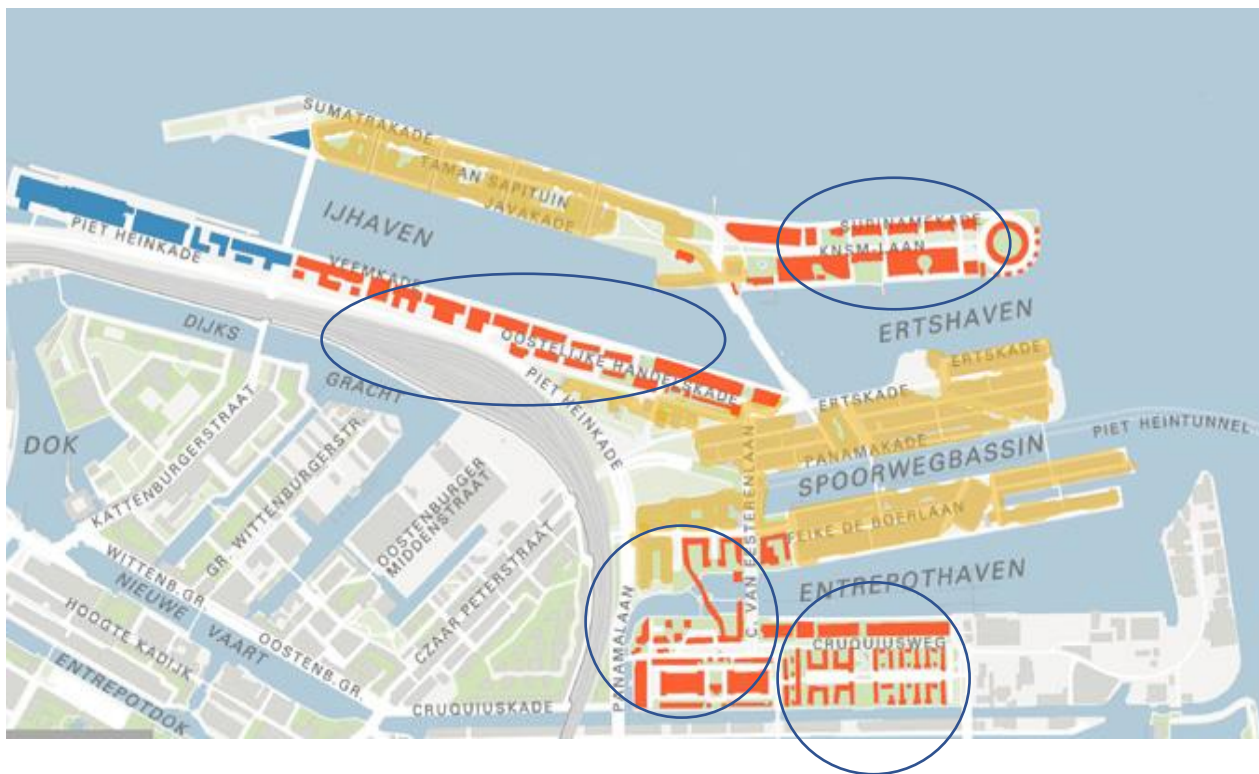 SUMATRAKADE
TAMAN SAPITUIN
JAVAKADE
IJHAVEN
SURINAMEKADE
KNSM-LAAN
PIET HEINKADE
VEEMKADE
ERTSHAVEN
DIJKS
GRACHT
OOSTELIJKE HANDELSKADE
ERTSKADE
PIET HEINKADE
ERTSKADE
PIET HEINTUNNEL
DOK
KATTENBURGERSTRAAT
GR. WITTENBURGERSTR.
OOSTENBURGER
MIDDENSTRAAT
PANAMAKADE
SPOORWEGBASSIN
C. VAN EESTERENLAAN
FEIKE DE BOERLAAN
WITTENB.GR.
NIEUWE
VAART
OOSTENB.GR.
CZAAR PETERSTRAAT
ENTREPOTHAVEN
HOOGTE KADIJK
ENTREPOTDOK
PANAMALAAN
CRUQUIUSWEG
CRUQUIUSKADE